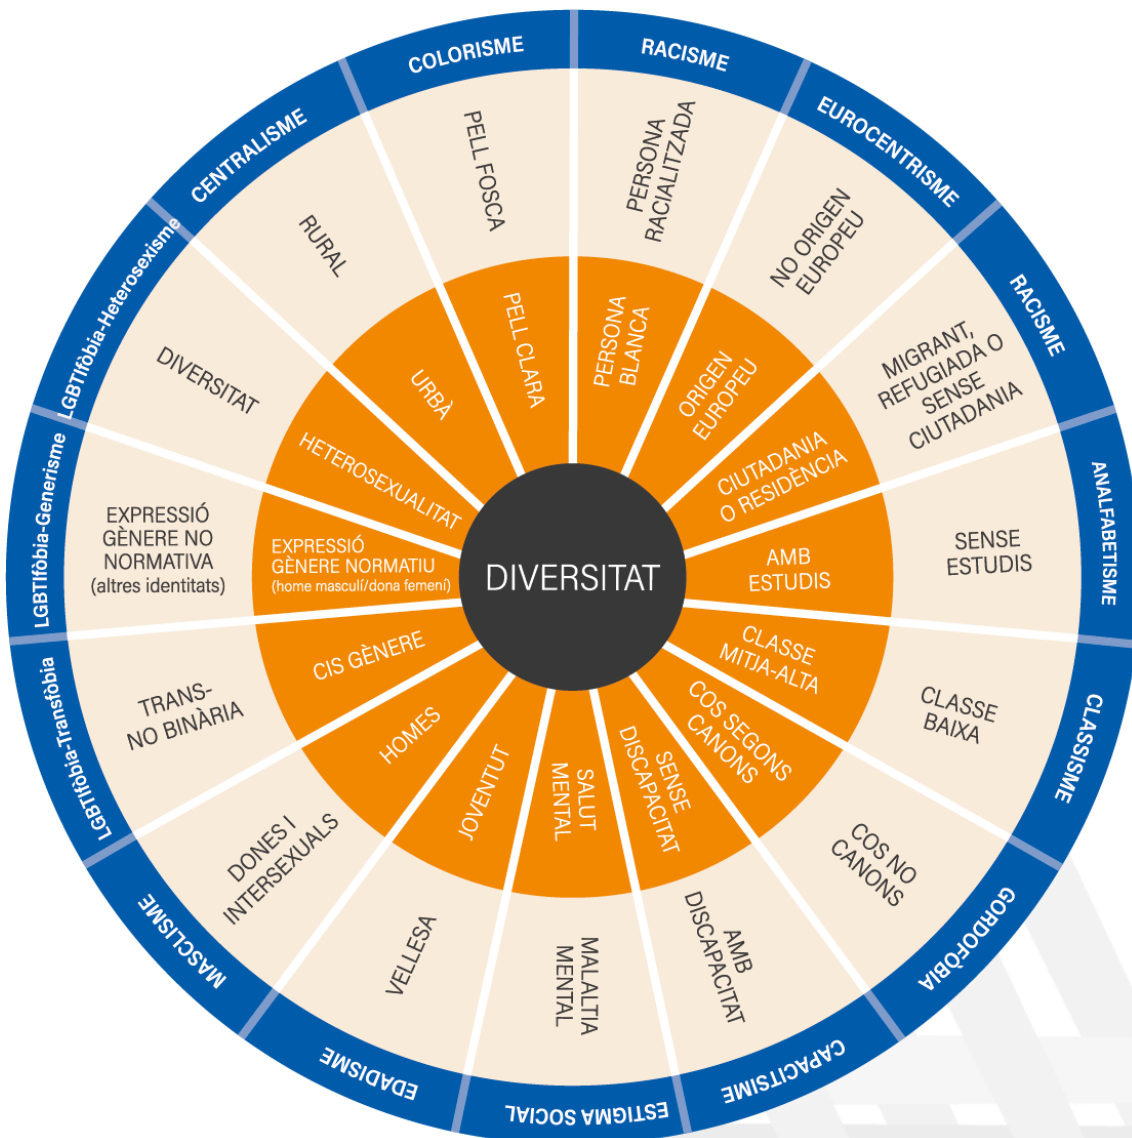 DIVERSITAT
RACISME
PERSONA
RACIALITZADA
PERSONA
BLANCA
EUROCENTRISME
NO ORIGEN
EUROPEU
ORIGEN
EUROPEU
RACISME
MIGRANT,
REFUGIADA O
SENSE
CIUTADANIA
CIUTADANIA
O RESIDÈNCIA
ANALFABETISME
SENSE
ESTUDIS
AMB
ESTUDIS
CLASSISME
CLASSE
BAIXA
CLASSE
MITJA-ALTA
GORDOFÒBIA
COS NO
CANONS
COS SEGONS
CANONS
CAPACITSIME
AMB
DISCAPACITAT
SENSE
DISCAPACITAT
ESTIGMA SOCIAL
MALALTIA
MENTAL
SALUT
MENTAL
EDADISME
VELLESA
JOVENTUT
MASCLISME
DONES I
INTERSEXUALS
HOMES
LGBTIfòbia-Transfòbia
TRANS-
NO BINÀRIA
CIS GÈNERE
LGBTIfòbia-Generisme
EXPRESSIÓ
GÈNERE NO
NORMATIVA
(altres identitats)
EXPRESSIÓ
GÈNERE NORMATIU
(home masculí/dona femení)
LGBTIfòbia-Heterosexisme
DIVERSITAT
HETEROSEXUALITAT
CENTRALISME
RURAL
URBÀ
COLORISME
PELL FOSCA
PELL CLARA